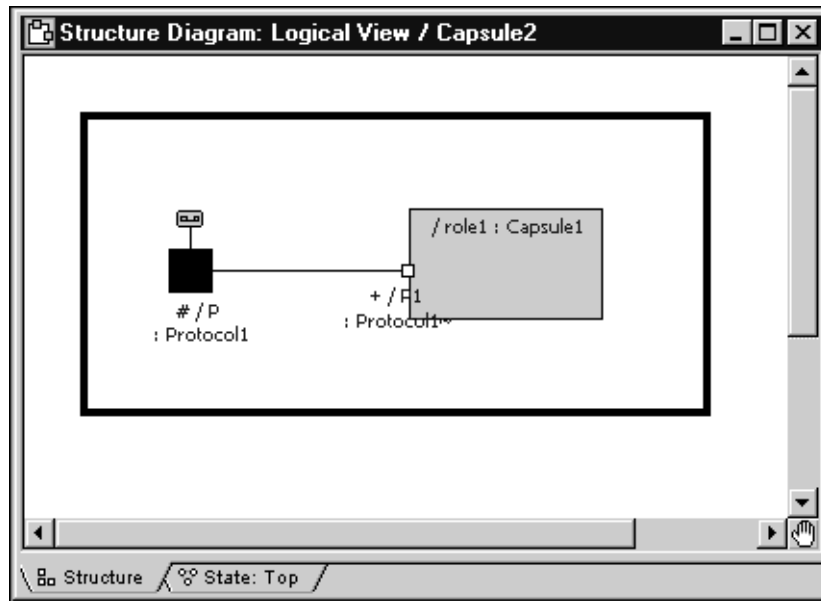 Structure Diagram: Logical View / Capsule2
/ role1 : Capsule1
# / P
: Protocol1
+ / P1
: Protocol1~
Structure
State: Top